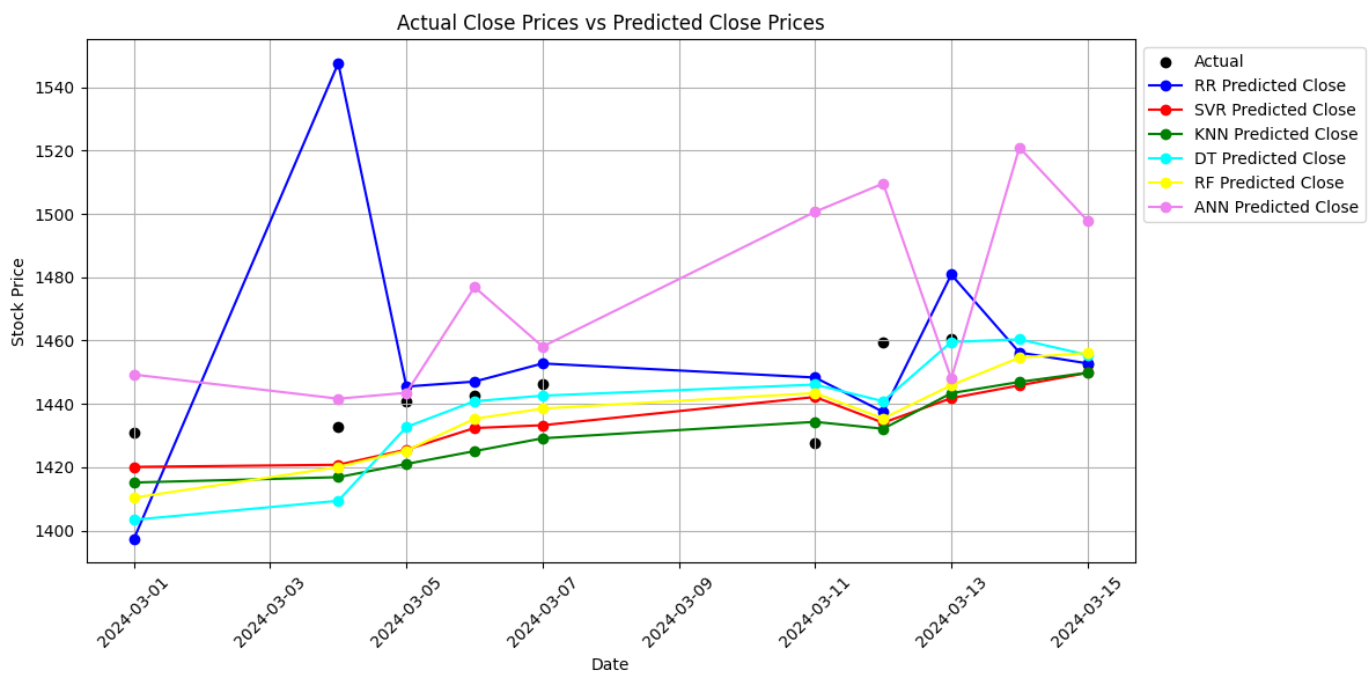 Actual Close Prices vs Predicted Close Prices
Actual
RR Predicted Close
SVR Predicted Close
KNN Predicted Close
DT Predicted Close
RF Predicted Close
ANN Predicted Close
Stock Price
1540
1520
1500
1480
1460
1440
1420
1400
2024-03-01
2024-03-03
2024-03-05
2024-03-07
2024-03-09
2024-03-11
2024-03-13
2024-03-15
Date